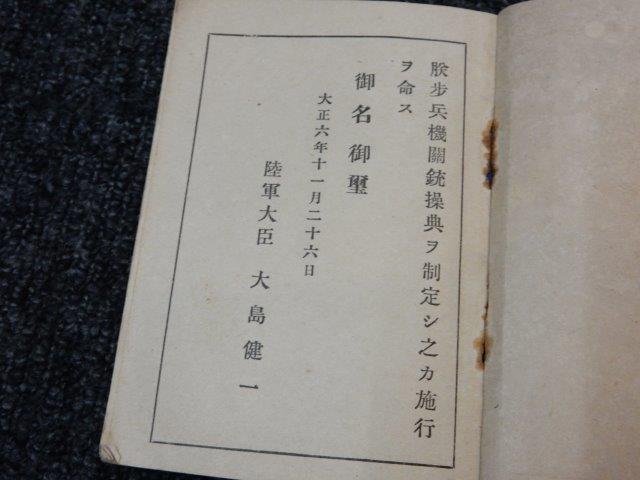 朕步兵機關銃操典ヲ制定シ之カ施行
ヲ命ス
御名御璽
大正六年十一月二十六日
陸軍大臣 大島健一